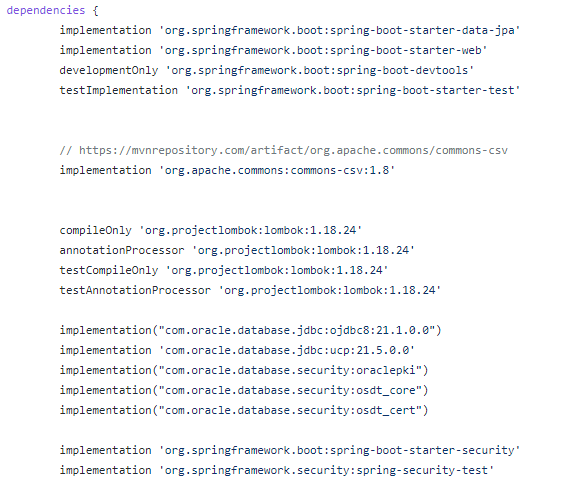 dependencies {
implementation 'org.springframework.boot:spring-boot-starter-data-jpa'
implementation 'org.springframework.boot:spring-boot-starter-web'
developmentOnly 'org.springframework.boot:spring-boot-devtools'
testImplementation 'org.springframework.boot:spring-boot-starter-test'
// https://mvnrepository.com/artifact/org.apache.commons/commons-csv
implementation 'org.apache.commons:commons-csv:1.8'
compileOnly 'org.projectlombok:lombok:1.18.24'
annotationProcessor 'org.projectlombok:lombok:1.18.24'
testCompileOnly 'org.projectlombok:lombok:1.18.24'
testAnnotationProcessor 'org.projectlombok:lombok:1.18.24'
implementation("com.oracle.database.jdbc:ojdbc8:21.1.0.0")
implementation 'com.oracle.database.jdbc:ucp:21.5.0.0'
implementation("com.oracle.database.security:oraclepki")
implementation("com.oracle.database.security:osdt_core")
implementation("com.oracle.database.security:osdt_cert")
implementation 'org.springframework.boot:spring-boot-starter-security'
implementation 'org.springframework.security:spring-security-test'